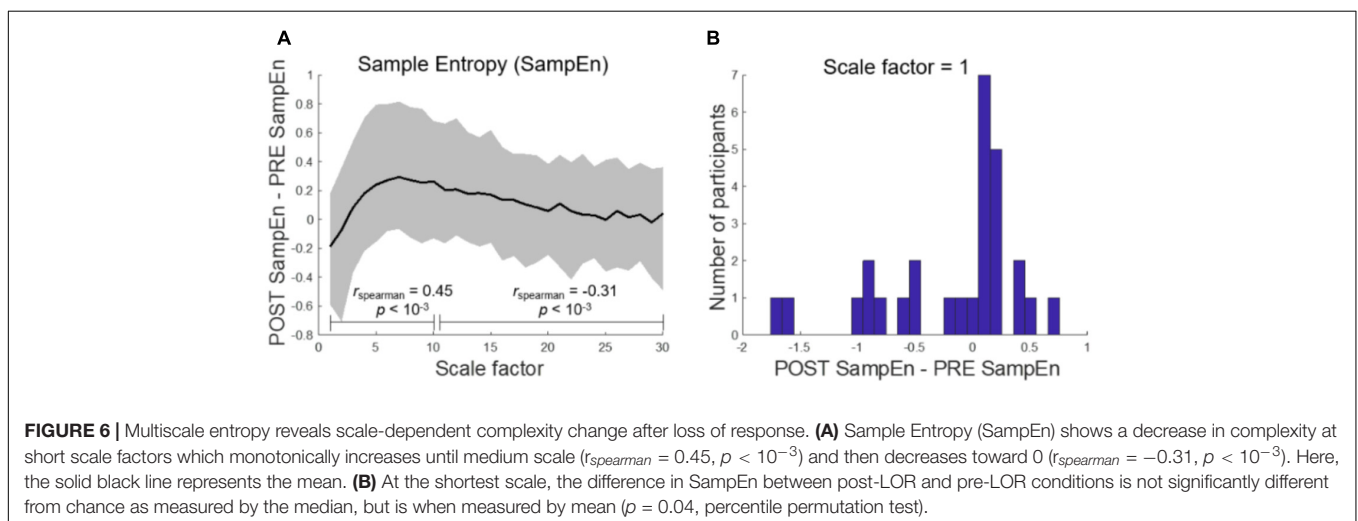 A
Sample Entropy (SampEn)
POST SampEn - PRE SampEn
1
0.8
0.6
0.4
0.2
0
-0.2
-0.4
-0.6
-0.8
r_spearman = 0.45
p < 10^-3
r_spearman = -0.31
p < 10^-3
0 5 10 15 20 25 30
Scale factor
B
Scale factor = 1
Number of participants
7
6
5
4
3
2
1
0
-2 -1.5 -1 -0.5 0 0.5 1
POST SampEn - PRE SampEn
FIGURE 6 | Multiscale entropy reveals scale-dependent complexity change after loss of response. (A) Sample Entropy (SampEn) shows a decrease in complexity at
short scale factors which monotonically increases until medium scale (r_spearman = 0.45, p < 10^−3) and then decreases toward 0 (r_spearman = −0.31, p < 10^−3). Here,
the solid black line represents the mean. (B) At the shortest scale, the difference in SampEn between post-LOR and pre-LOR conditions is not significantly different
from chance as measured by the median, but is when measured by mean (p = 0.04, percentile permutation test).